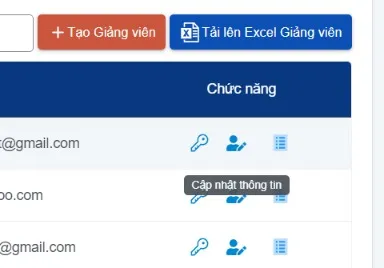 Tạo Giảng viên
Tải lên Excel Giảng viên
Chức năng
@gmail.com
oo.com
Cập nhật thông tin
@gmail.com